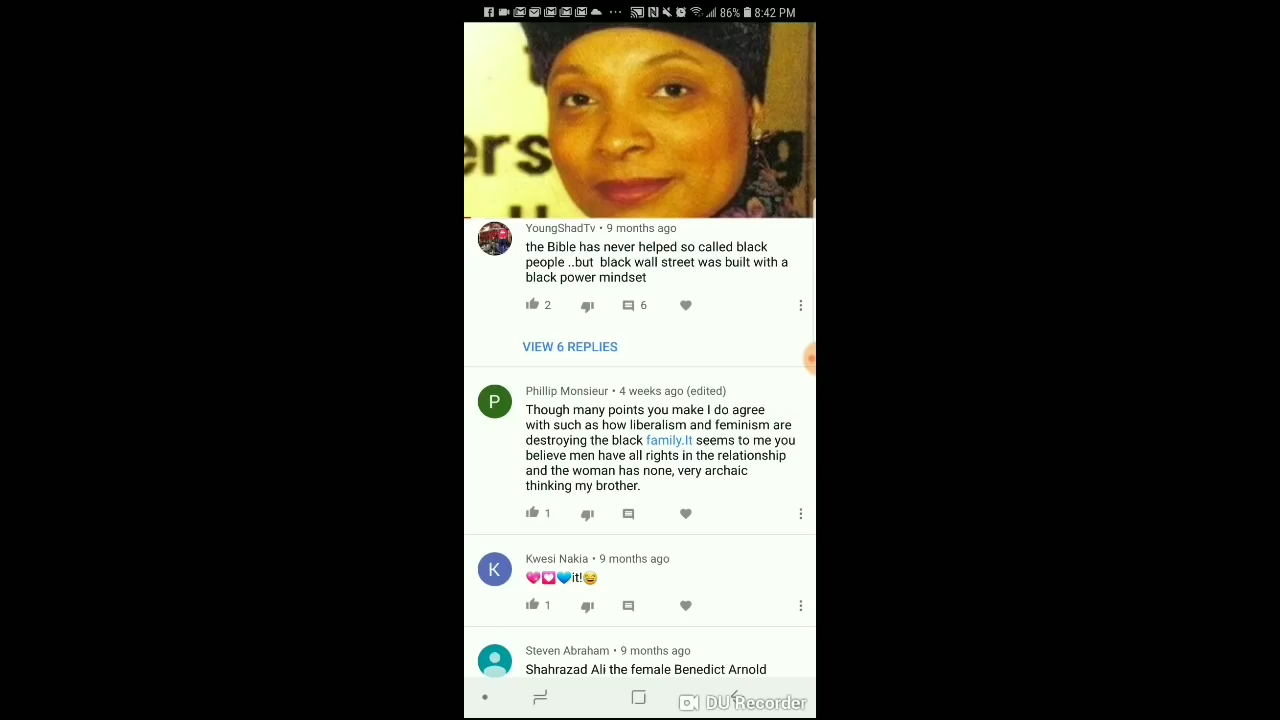 86% 8:42 PM
ers
g
YoungShadTv • 9 months ago
the Bible has never helped so called black
people ..but black wall street was built with a
black power mindset
2 6
VIEW 6 REPLIES
P
Phillip Monsieur • 4 weeks ago (edited)
Though many points you make I do agree
with such as how liberalism and feminism are
destroying the black family.It seems to me you
believe men have all rights in the relationship
and the woman has none, very archaic
thinking my brother.
1
K
Kwesi Nakia • 9 months ago
💖💟💙it!😅
1
Steven Abraham • 9 months ago
Shahrazad Ali the female Benedict Arnold
DU Recorder